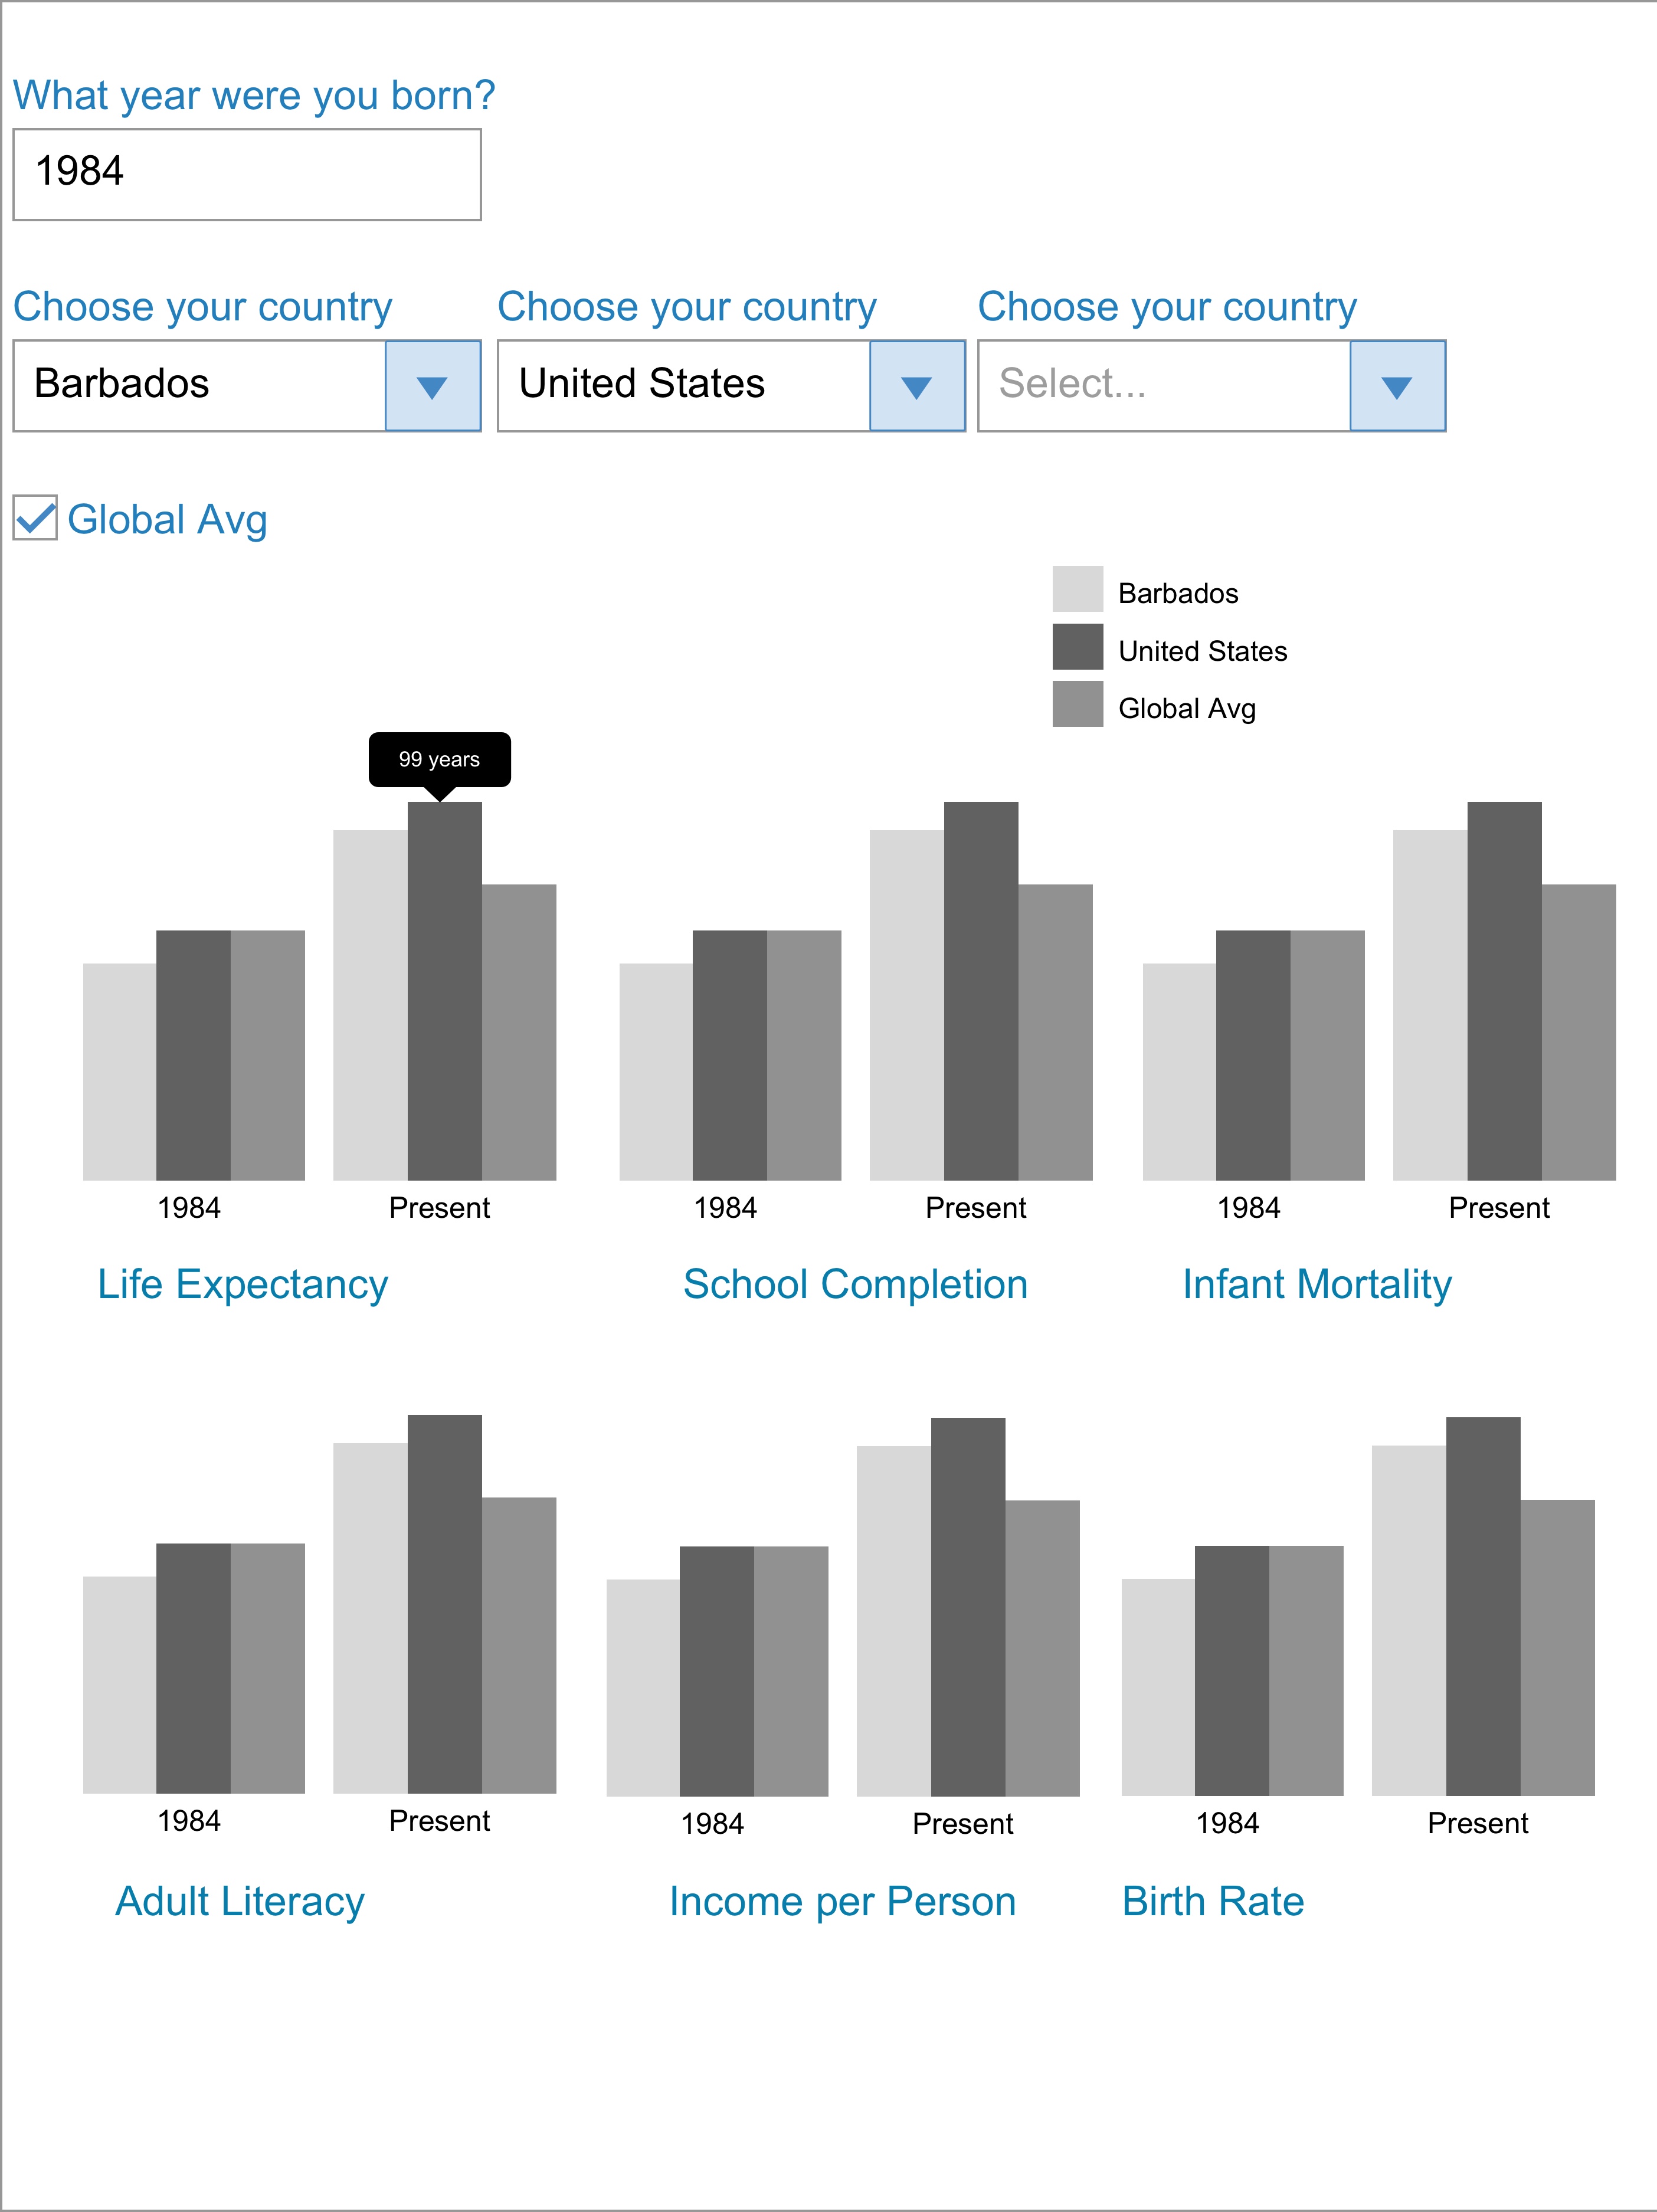 What year were you born?
1984
Choose your country Choose your country Choose your country
Barbados United States Select...
Global Avg
Barbados
United States
Global Avg
99 years
1984 Present 1984 Present 1984 Present
Life Expectancy School Completion Infant Mortality
1984 Present 1984 Present 1984 Present
Adult Literacy Income per Person Birth Rate